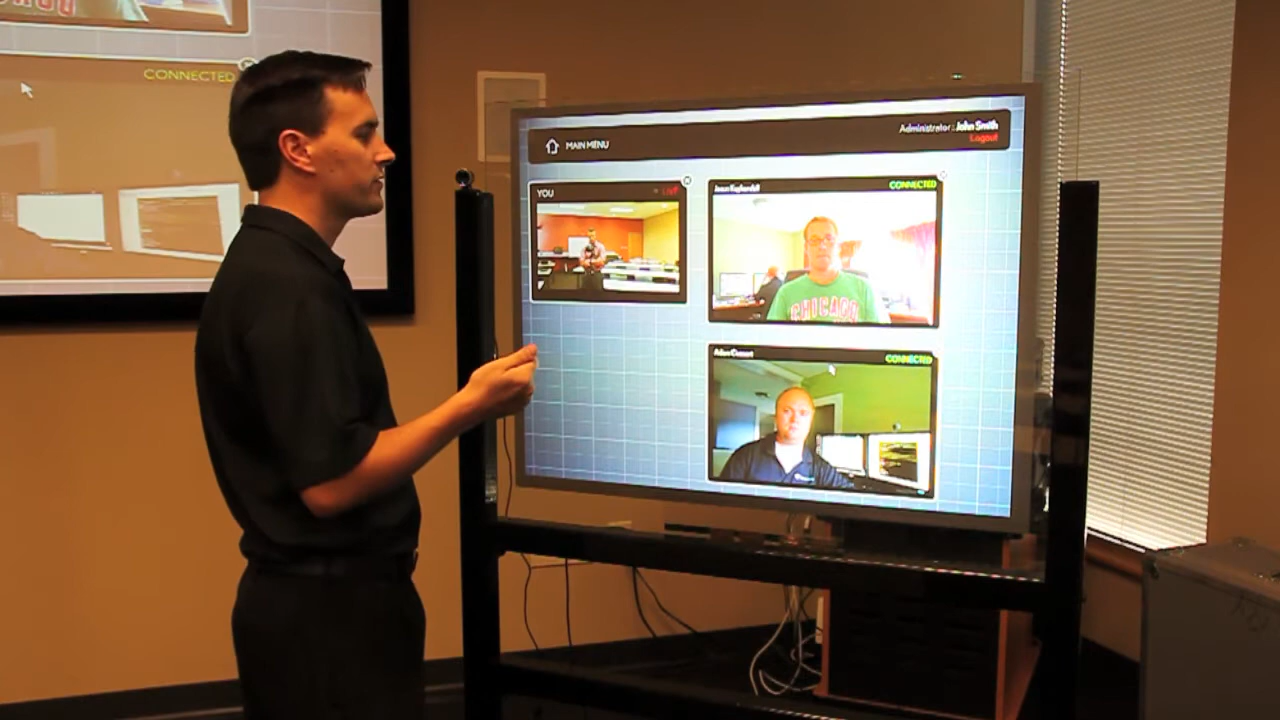 CONNECTED
MAIN MENU
Administrator : John Smith
Logout
YOU
LIVE
CONNECTED
CHICAGO
CONNECTED